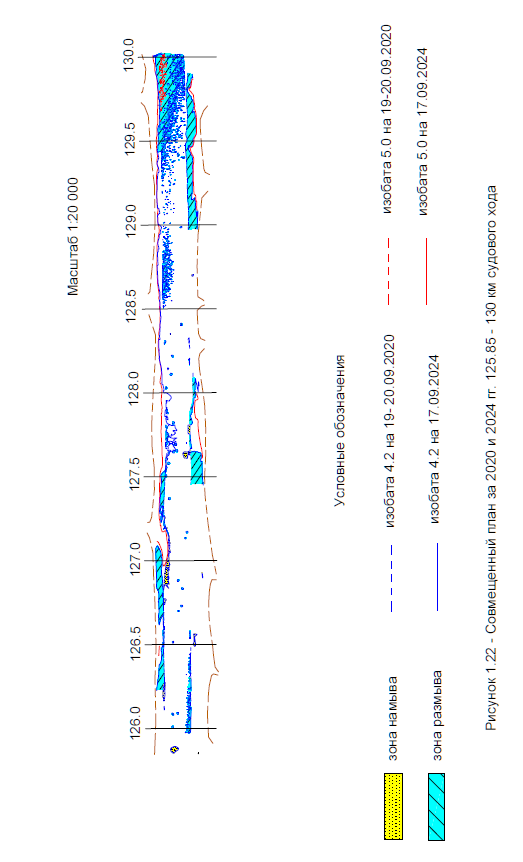 Масштаб 1:20 000
126.0
126.5
127.0
127.5
128.0
128.5
129.0
129.5
130.0
Условные обозначения
зона намыва
изобата 4.2 на 19- 20.09.2020
изобата 5.0 на 19-20.09.2020
зона размыва
изобата 4.2 на 17.09.2024
изобата 5.0 на 17.09.2024
Рисунок 1.22 - Совмещенный план за 2020 и 2024 гг. 125.85 - 130 км судового хода